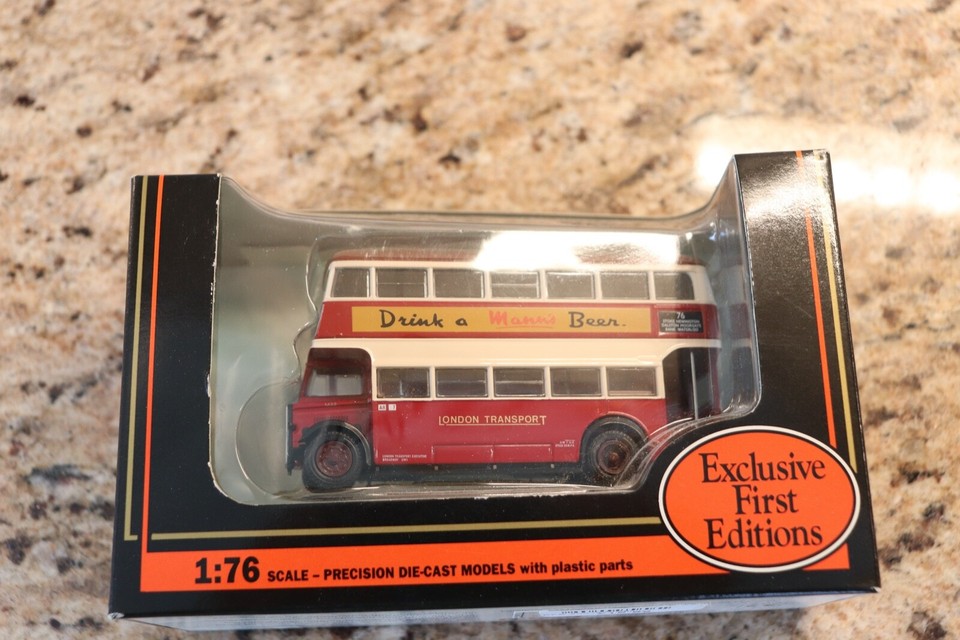 Drink a Mann's Beer.
76
LONDON TRANSPORT
Exclusive
First
Editions
1:76 SCALE – PRECISION DIE-CAST MODELS with plastic parts